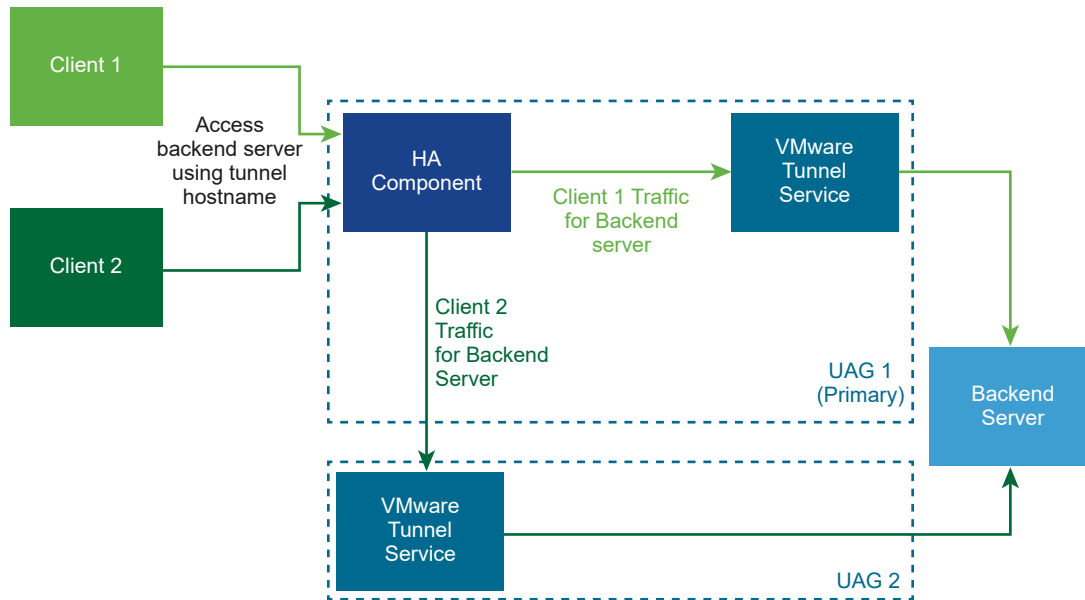 Client 1
Access
backend server
using tunnel
hostname
Client 2
HA
Component
Client 1 Traffic
for Backend
server
VMware
Tunnel
Service
Client 2
Traffic
for Backend
Server
UAG 1
(Primary)
Backend
Server
VMware
Tunnel
Service
UAG 2